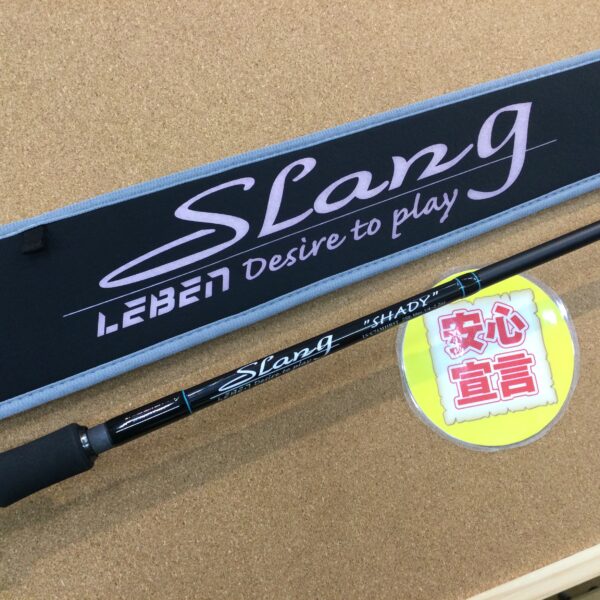 SLang
LEBEN Desire to play
SLang "SHADY"
LEBEN Desire to play
安心
宣言